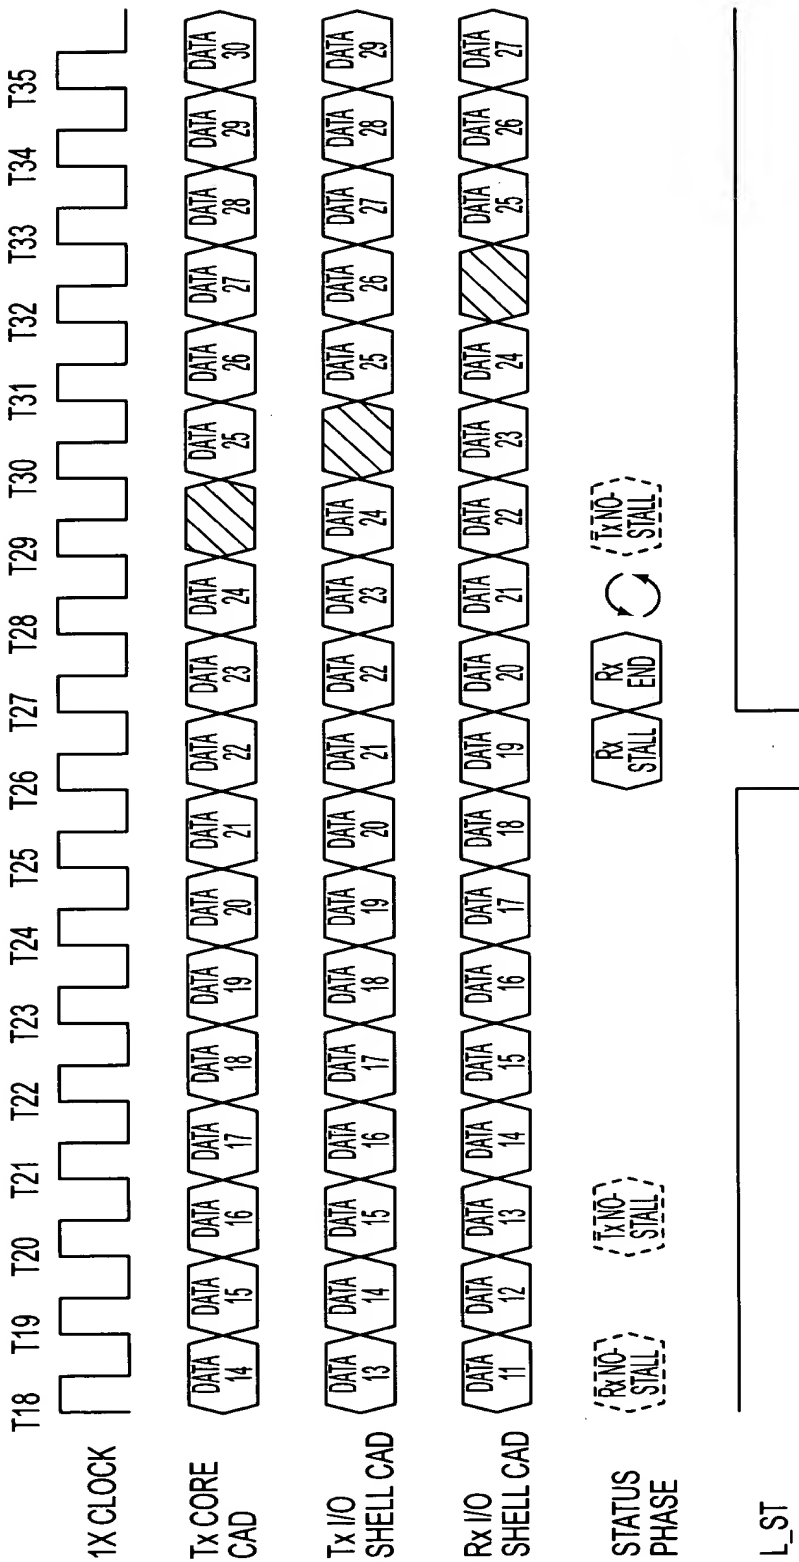 T18 T19 T20 T21 T22 T23 T24 T25 T26 T27 T28 T29 T30 T31 T32 T33 T34 T35
1X CLOCK
Tx CORE
CAD
DATA DATA DATA DATA DATA DATA DATA DATA DATA DATA DATA DATA DATA DATA DATA DATA DATA
14 15 16 17 18 19 20 21 22 23 24 25 26 27 28 29 30
Tx I/O
SHELL CAD
DATA DATA DATA DATA DATA DATA DATA DATA DATA DATA DATA DATA DATA DATA DATA DATA DATA
13 14 15 16 17 18 19 20 21 22 23 24 25 26 27 28 29
Rx I/O
SHELL CAD
DATA DATA DATA DATA DATA DATA DATA DATA DATA DATA DATA DATA DATA DATA DATA DATA DATA
11 12 13 14 15 16 17 18 19 20 21 22 23 24 25 26 27
STATUS
PHASE
Rx NO- Tx NO- Rx Rx Tx NO-
STALL STALL STALL END STALL
L_ST